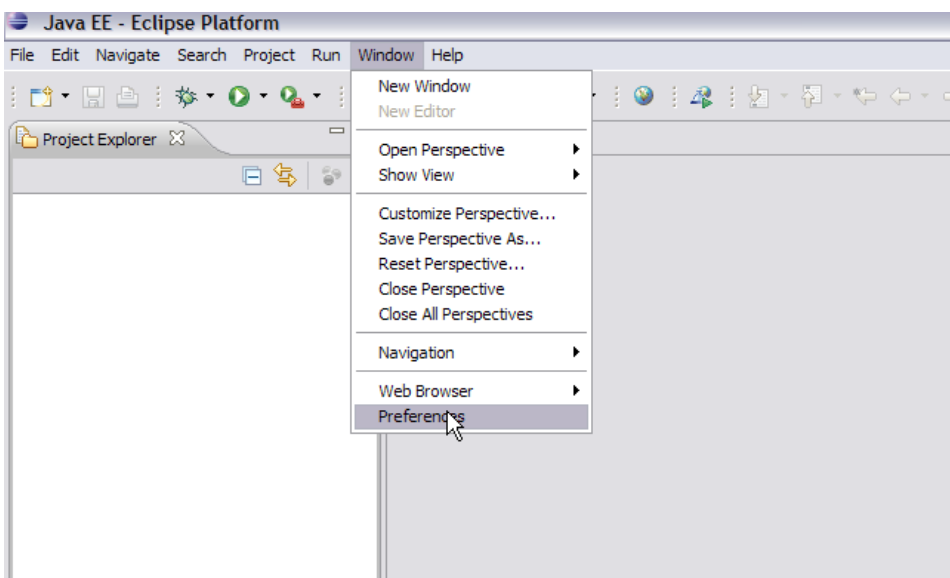 Java EE - Eclipse Platform
File Edit Navigate Search Project Run Window Help
New Window
New Editor
Project Explorer
Open Perspective
Show View
Customize Perspective...
Save Perspective As...
Reset Perspective...
Close Perspective
Close All Perspectives
Navigation
Web Browser
Preferences